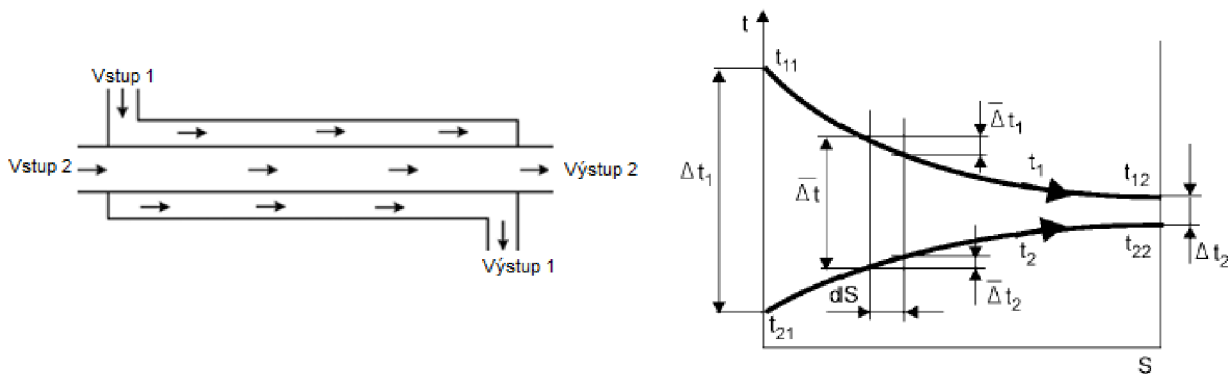 Vstup 1
Vstup 2
Výstup 2
Výstup 1
t
t₁₁
Δt₁
Δ̅t₁
Δ̅t
t₁
t₁₂
t₂
t₂₂
Δt₂
dS
Δ̅t₂
t₂₁
S